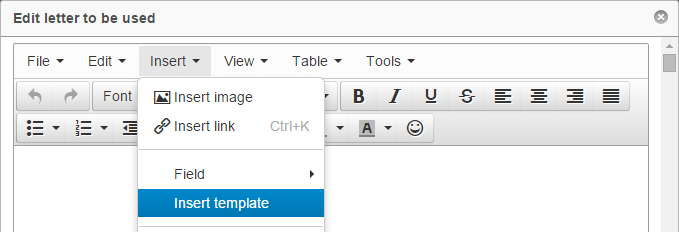 Edit letter to be used
File Edit Insert View Table Tools
Font B I U S
Insert image
Insert link Ctrl+K
A
Field
Insert template